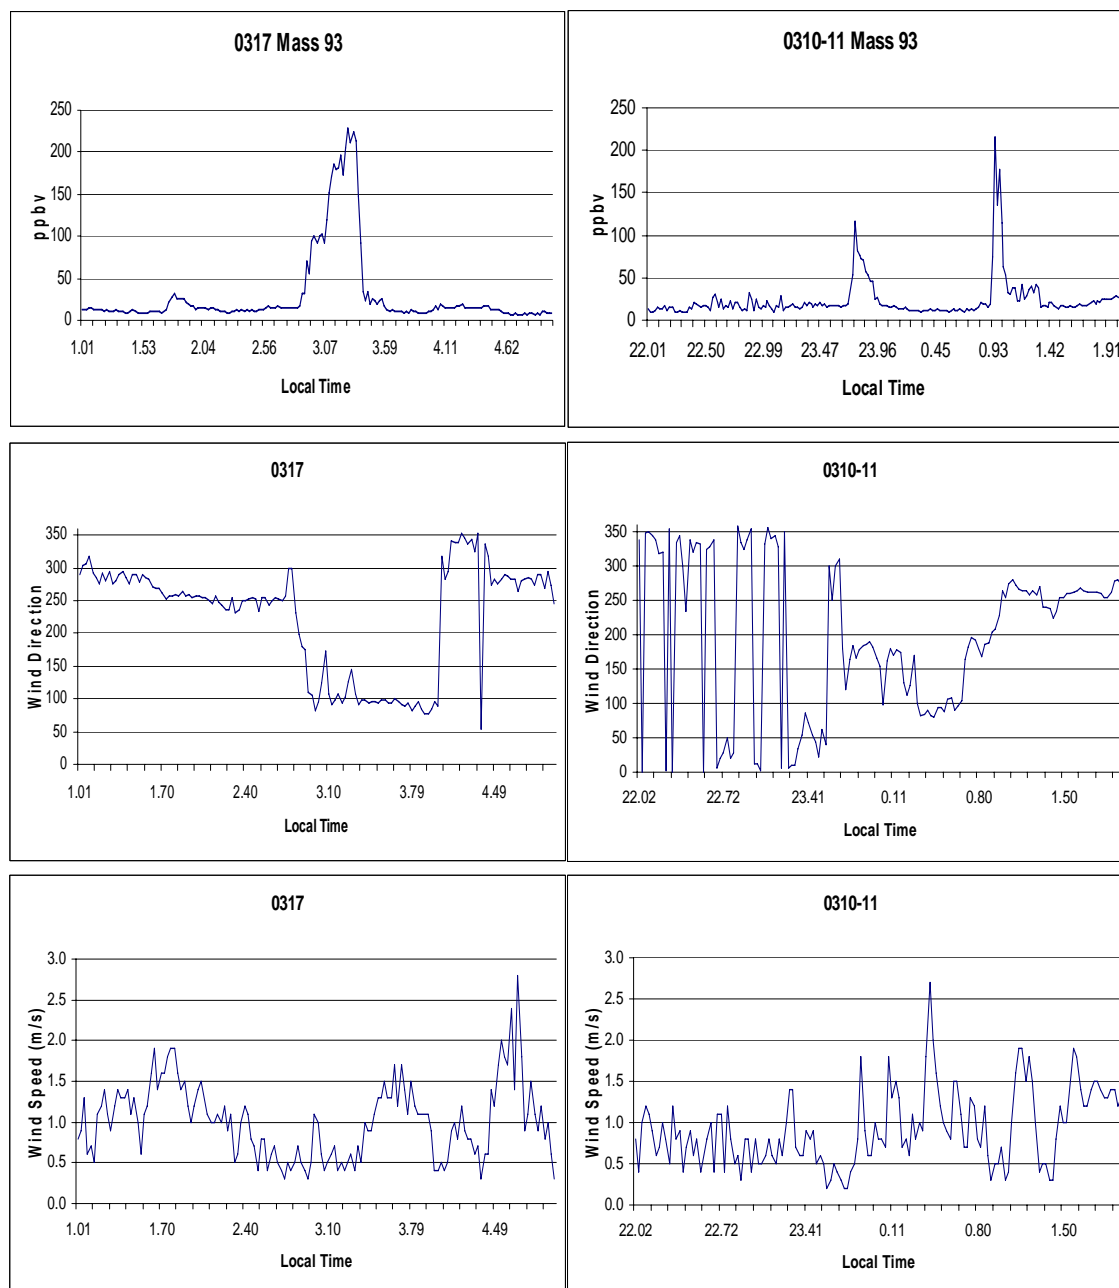 0317 Mass 93
250
200
150
100
50
0
ppbv
1.01 1.53 2.04 2.56 3.07 3.59 4.11 4.62
Local Time
0310-11 Mass 93
250
200
150
100
50
0
ppbv
22.01 22.50 22.99 23.47 23.96 0.45 0.93 1.42 1.91
Local Time
0317
350
300
250
200
150
100
50
0
Wind Direction
1.01 1.70 2.40 3.10 3.79 4.49
Local Time
0310-11
350
300
250
200
150
100
50
0
Wind Direction
22.02 22.72 23.41 0.11 0.80 1.50
Local Time
0317
3.0
2.5
2.0
1.5
1.0
0.5
0.0
Wind Speed (m/s)
1.01 1.70 2.40 3.10 3.79 4.49
Local Time
0310-11
3.0
2.5
2.0
1.5
1.0
0.5
0.0
Wind Speed (m/s)
22.02 22.72 23.41 0.11 0.80 1.50
Local Time